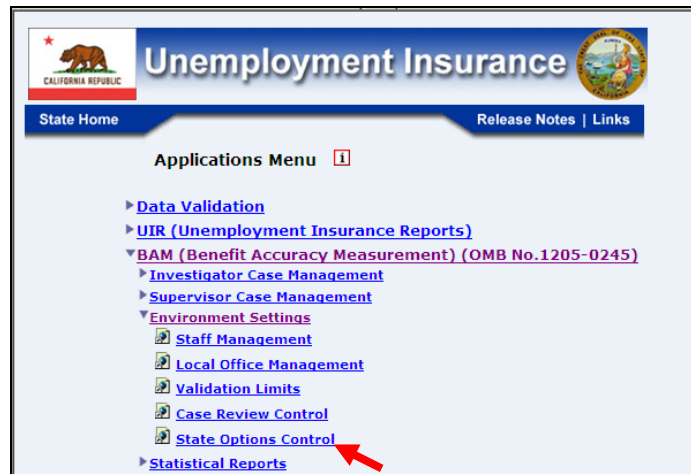 CALIFORNIA REPUBLIC
Unemployment Insurance
State Home
Release Notes | Links
Applications Menu i
Data Validation
UIR (Unemployment Insurance Reports)
BAM (Benefit Accuracy Measurement) (OMB No.1205-0245)
Investigator Case Management
Supervisor Case Management
Environment Settings
Staff Management
Local Office Management
Validation Limits
Case Review Control
State Options Control
Statistical Reports